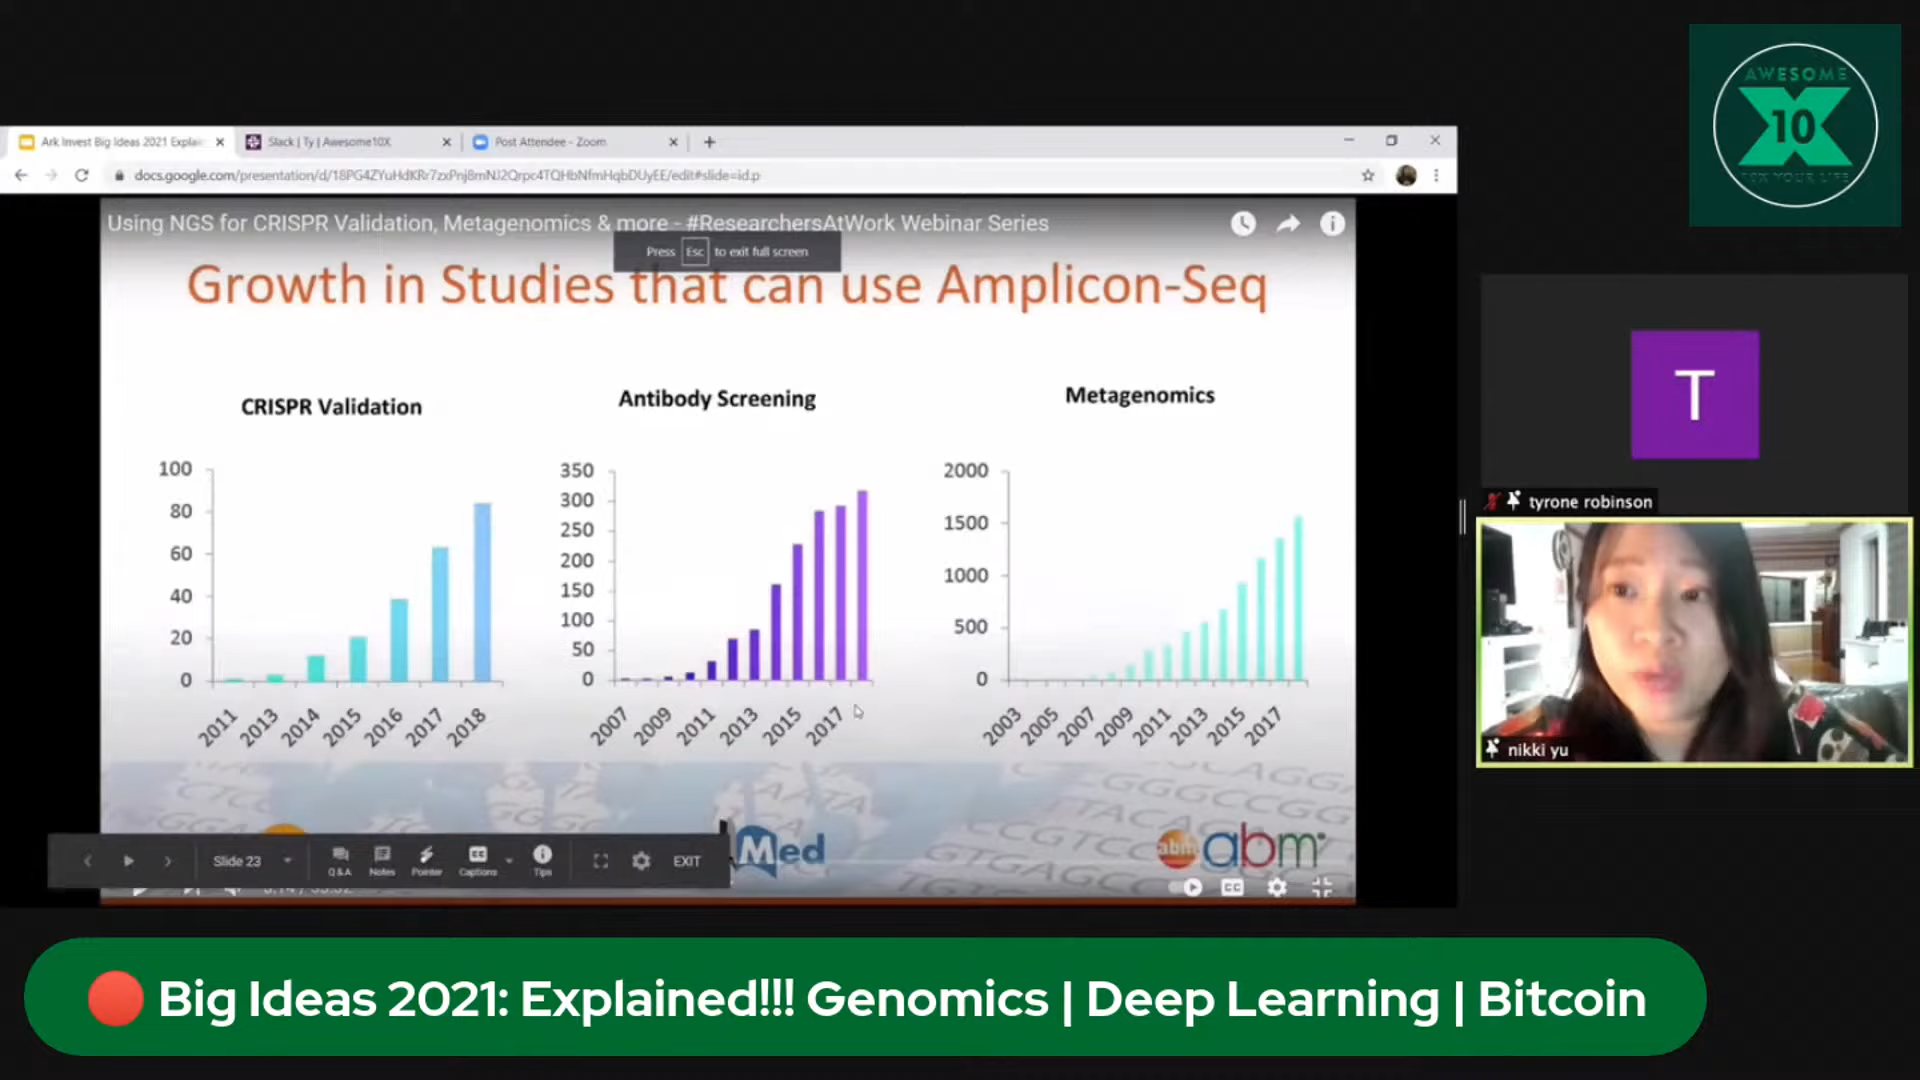 AWESOME
10
10X YOUR LIFE
Ark Invest Big Ideas 2021 Explain
Slack | Ty | Awesome10X
Post Attendee - Zoom
docs.google.com/presentation/d/18PG4ZYuHdKRr7zxPnj8mNJ2Qrpc4TQHbNfmHqbDUyEE/edit#slide=id.p
Using NGS for CRISPR Validation, Metagenomics & more - #ResearchersAtWork Webinar Series
Press Esc to exit full screen
Growth in Studies that can use Amplicon-Seq
CRISPR Validation
100
80
60
40
20
0
2011 2013 2014 2015 2016 2017 2018
Antibody Screening
350
300
250
200
150
100
50
0
2007 2009 2011 2013 2015 2017
Metagenomics
2000
1500
1000
500
0
2003 2005 2007 2009 2011 2013 2015 2017
T
tyrone robinson
nikki yu
Slide 23
Q&A
Notes
Pointer
Captions
Tips
EXIT
Med
abm
abm
CC
🔴 Big Ideas 2021: Explained!!! Genomics | Deep Learning | Bitcoin